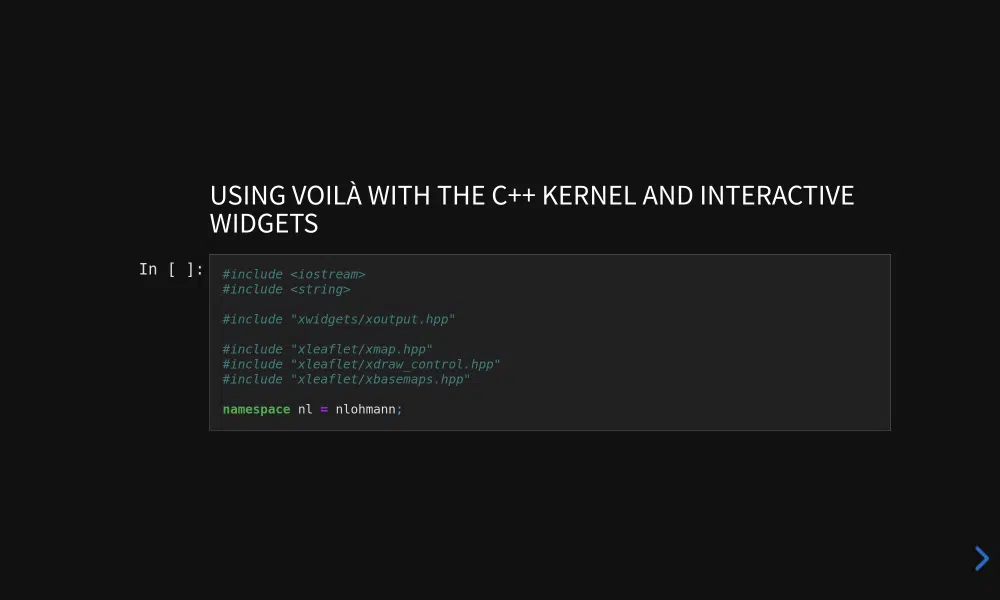 USING VOILÀ WITH THE C++ KERNEL AND INTERACTIVE
WIDGETS
In [ ]:
#include <iostream>
#include <string>
#include "xwidgets/xoutput.hpp"
#include "xleaflet/xmap.hpp"
#include "xleaflet/xdraw_control.hpp"
#include "xleaflet/xbasemaps.hpp"
namespace nl = nlohmann;